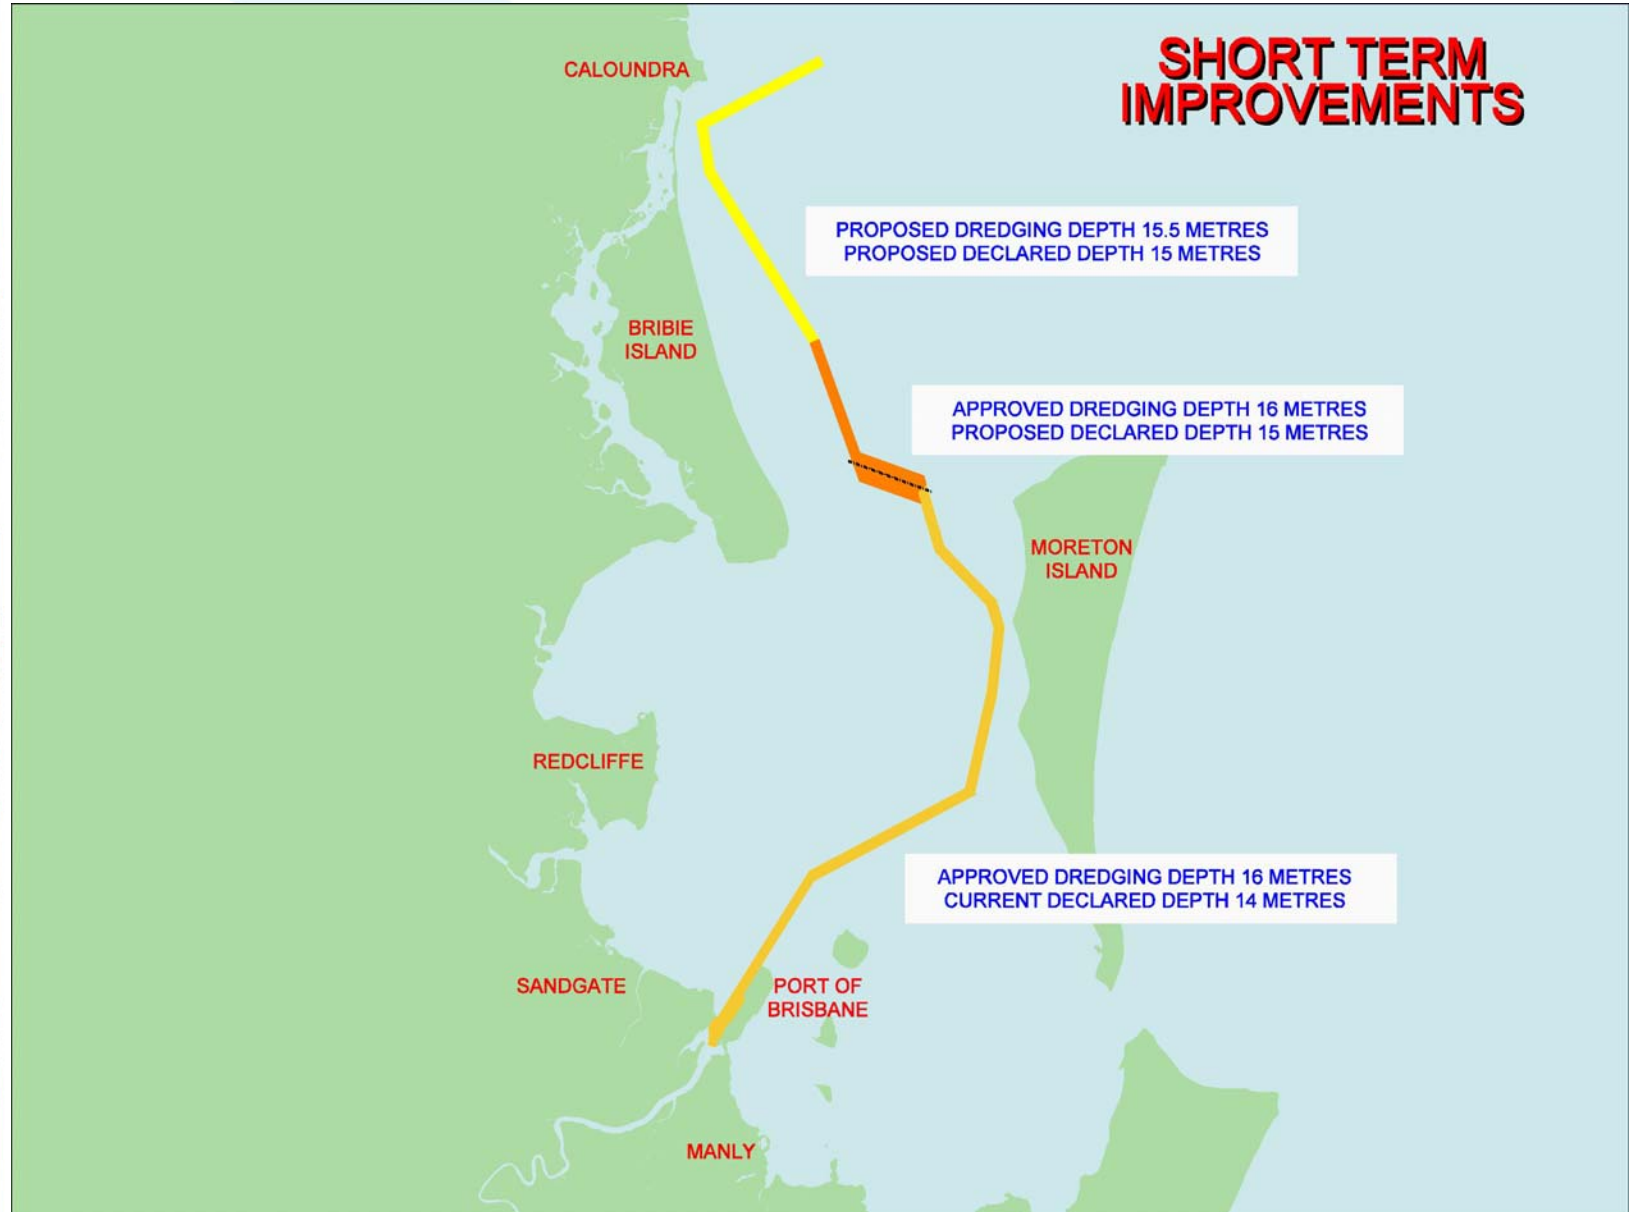 SHORT TERM
IMPROVEMENTS
CALOUNDRA
PROPOSED DREDGING DEPTH 15.5 METRES
PROPOSED DECLARED DEPTH 15 METRES
BRIBIE
ISLAND
APPROVED DREDGING DEPTH 16 METRES
PROPOSED DECLARED DEPTH 15 METRES
MORETON
ISLAND
REDCLIFFE
APPROVED DREDGING DEPTH 16 METRES
CURRENT DECLARED DEPTH 14 METRES
SANDGATE
PORT OF
BRISBANE
MANLY